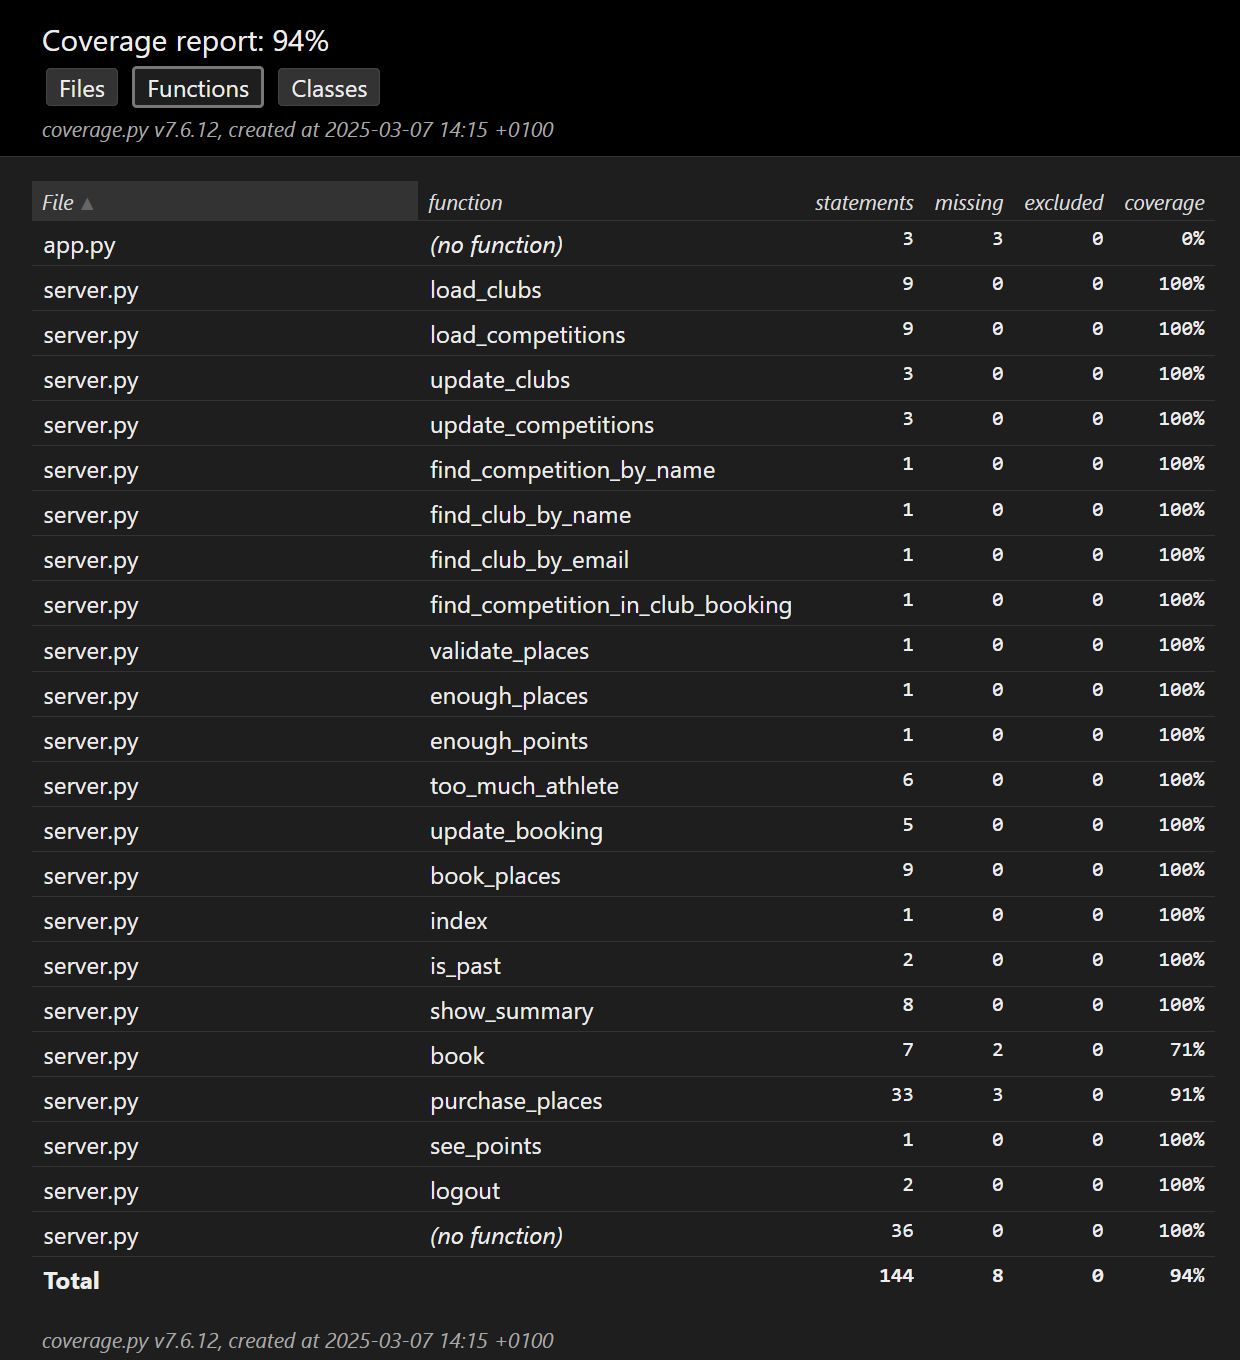 Coverage report: 94%
Files Functions Classes
coverage.py v7.6.12, created at 2025-03-07 14:15 +0100
File ▲ function statements missing excluded coverage
app.py (no function) 3 3 0 0%
server.py load_clubs 9 0 0 100%
server.py load_competitions 9 0 0 100%
server.py update_clubs 3 0 0 100%
server.py update_competitions 3 0 0 100%
server.py find_competition_by_name 1 0 0 100%
server.py find_club_by_name 1 0 0 100%
server.py find_club_by_email 1 0 0 100%
server.py find_competition_in_club_booking 1 0 0 100%
server.py validate_places 1 0 0 100%
server.py enough_places 1 0 0 100%
server.py enough_points 1 0 0 100%
server.py too_much_athlete 6 0 0 100%
server.py update_booking 5 0 0 100%
server.py book_places 9 0 0 100%
server.py index 1 0 0 100%
server.py is_past 2 0 0 100%
server.py show_summary 8 0 0 100%
server.py book 7 2 0 71%
server.py purchase_places 33 3 0 91%
server.py see_points 1 0 0 100%
server.py logout 2 0 0 100%
server.py (no function) 36 0 0 100%
Total 144 8 0 94%
coverage.py v7.6.12, created at 2025-03-07 14:15 +0100